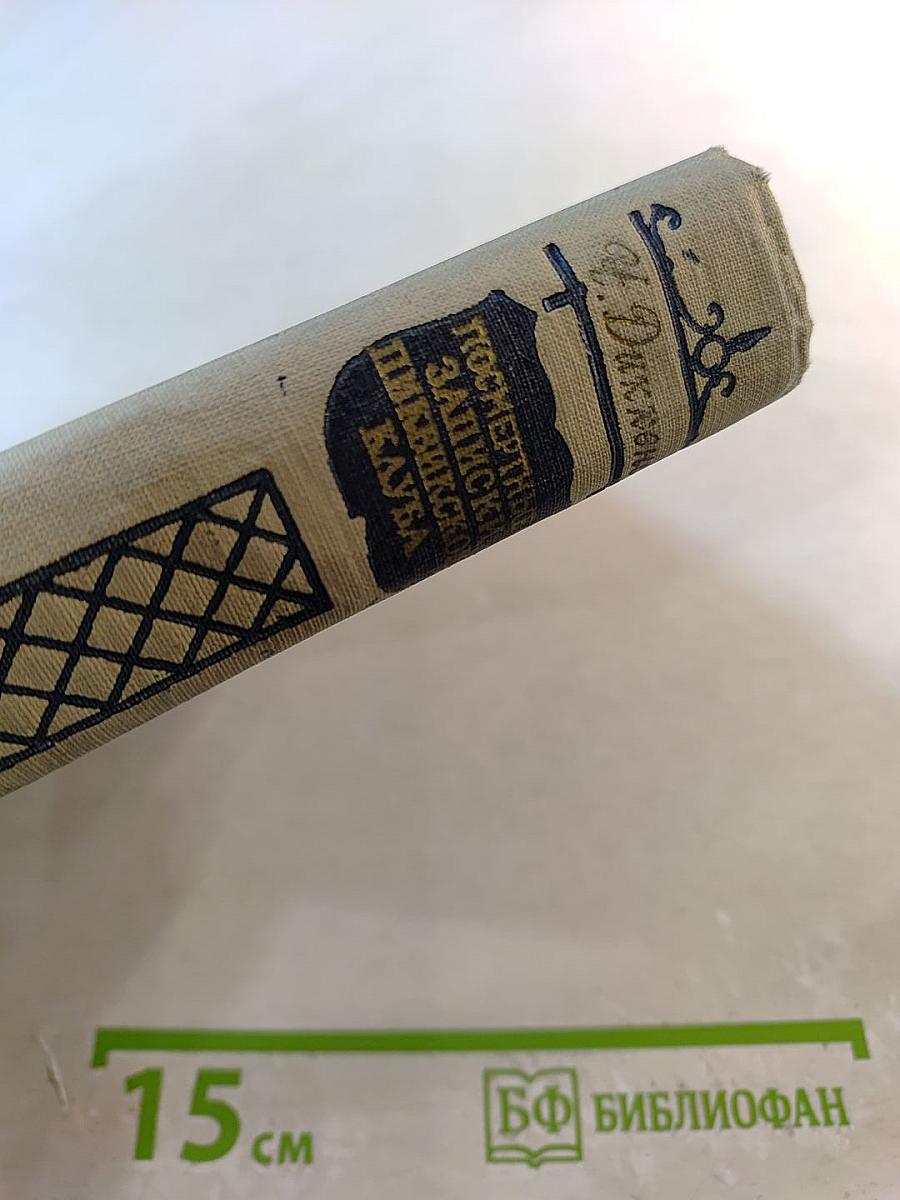 Ч. Диккенс
ПОСМЕРТНЫЕ
ЗАПИСКИ
ПИКВИКСКОГО
КЛУБА
15 см
БФ БИБЛИОФАН